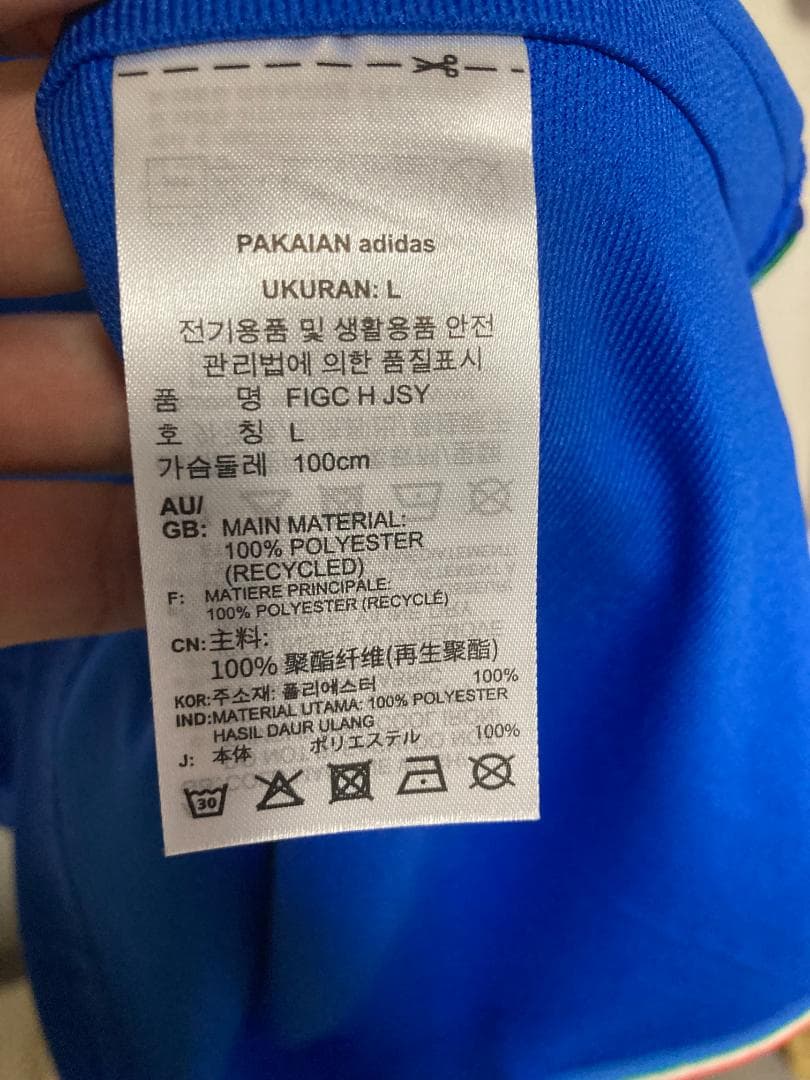 PAKAIAN adidas
UKURAN: L
전기용품 및 생활용품 안전
관리법에 의한 품질표시
품 명 FIGC H JSY
호 칭 L
가슴둘레 100cm
AU/
GB: MAIN MATERIAL:
100% POLYESTER
(RECYCLED)
F: MATIERE PRINCIPALE:
100% POLYESTER (RECYCLÉ)
CN: 主料:
100% 聚酯纤维(再生聚酯)
KOR: 주소재: 폴리에스터 100%
IND: MATERIAL UTAMA: 100% POLYESTER
HASIL DAUR ULANG
J: 本体 ポリエステル 100%
30